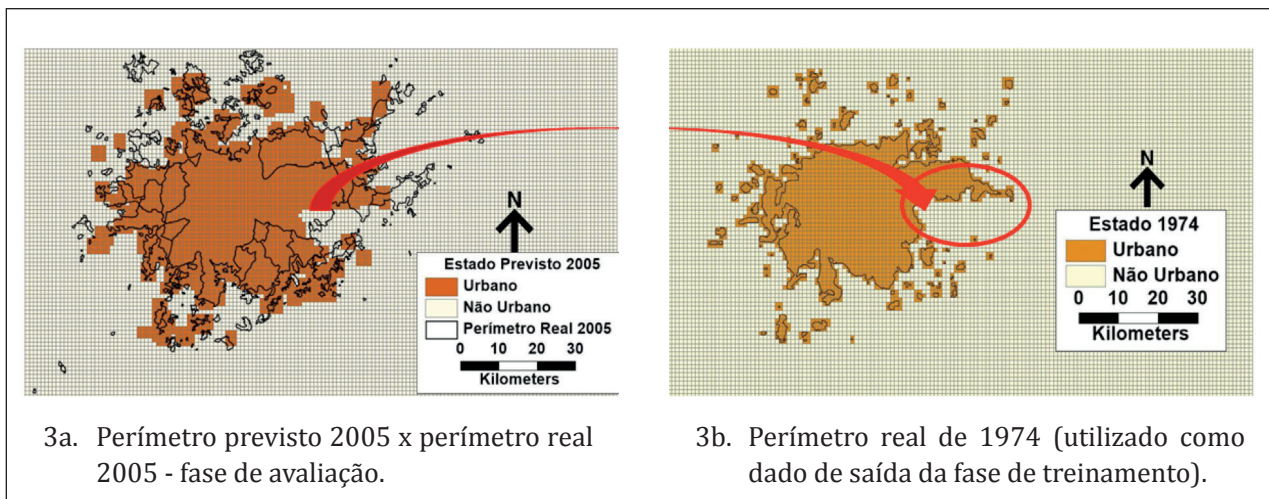 N
Estado Previsto 2005
Urbano
Não Urbano
Perímetro Real 2005
0 10 20 30
Kilometers
N
Estado 1974
Urbano
Não Urbano
0 10 20 30
Kilometers
3a. Perímetro previsto 2005 x perímetro real
2005 - fase de avaliação.
3b. Perímetro real de 1974 (utilizado como
dado de saída da fase de treinamento).